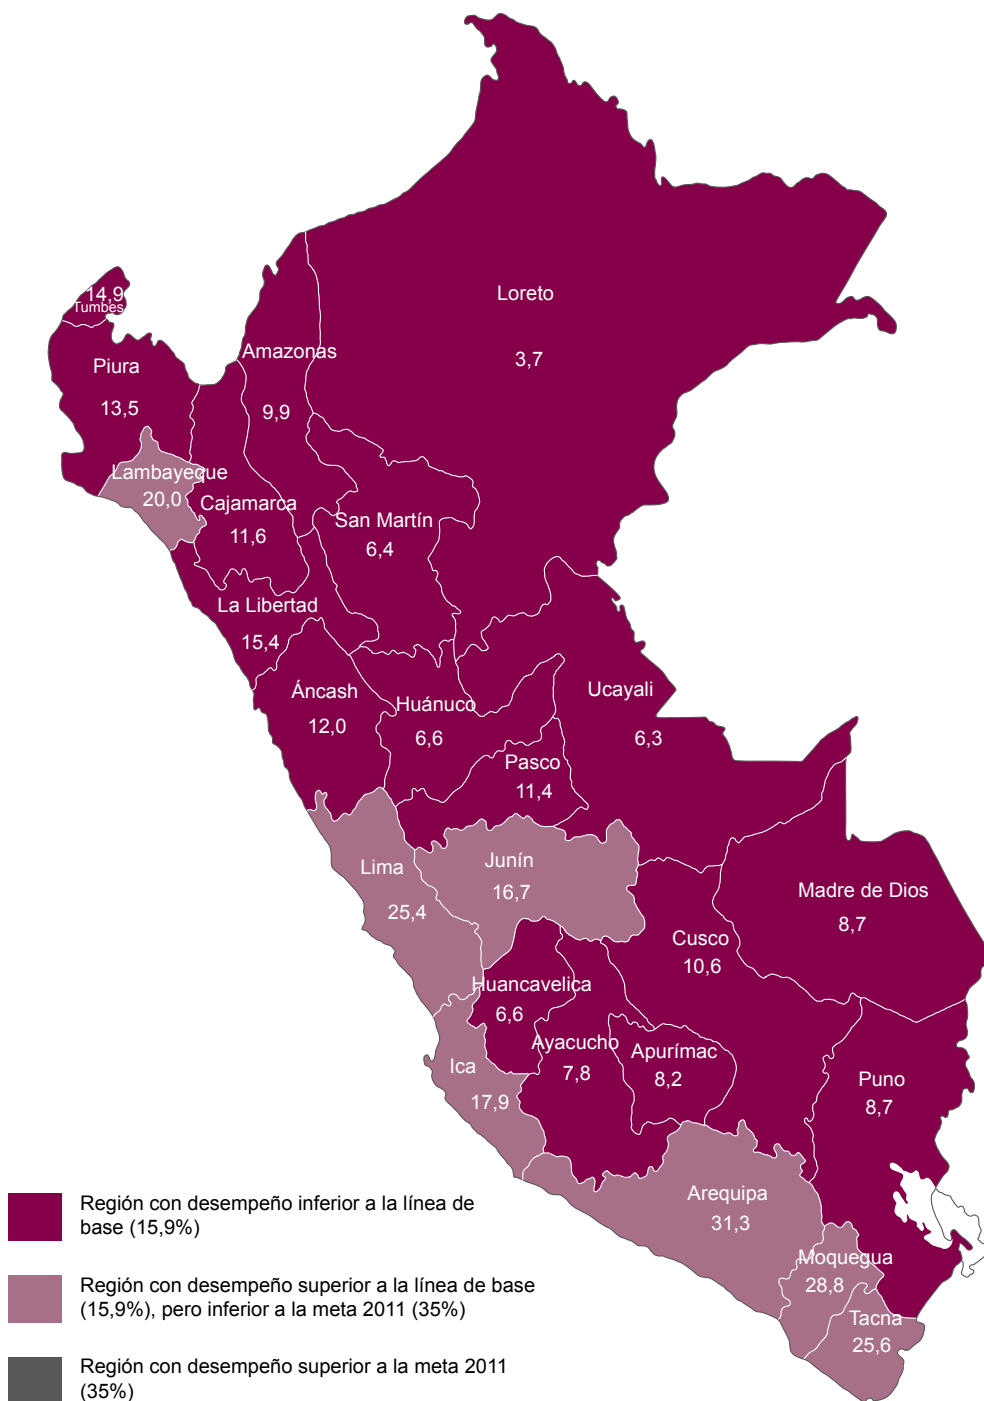 Loreto
3,7
14,9
Tumbes
Amazonas
9,9
Piura
13,5
Lambayeque
20,0
Cajamarca
11,6
San Martín
6,4
La Libertad
15,4
Áncash
12,0
Huánuco
6,6
Ucayali
6,3
Pasco
11,4
Lima
25,4
Junín
16,7
Madre de Dios
8,7
Cusco
10,6
Huancavelica
6,6
Ayacucho
7,8
Apurímac
8,2
Ica
17,9
Puno
8,7
Arequipa
31,3
Moquegua
28,8
Tacna
25,6
Región con desempeño inferior a la línea de
base (15,9%)
Región con desempeño superior a la línea de base
(15,9%), pero inferior a la meta 2011 (35%)
Región con desempeño superior a la meta 2011
(35%)